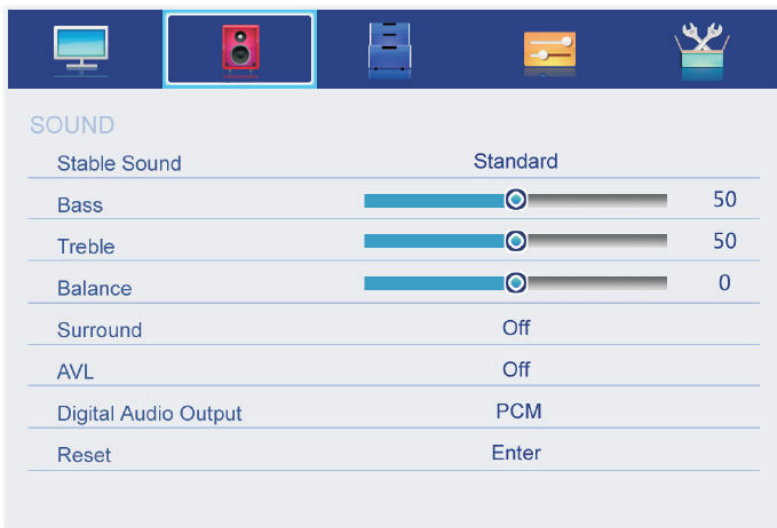 SOUND
Stable Sound Standard
Bass 50
Treble 50
Balance 0
Surround Off
AVL Off
Digital Audio Output PCM
Reset Enter